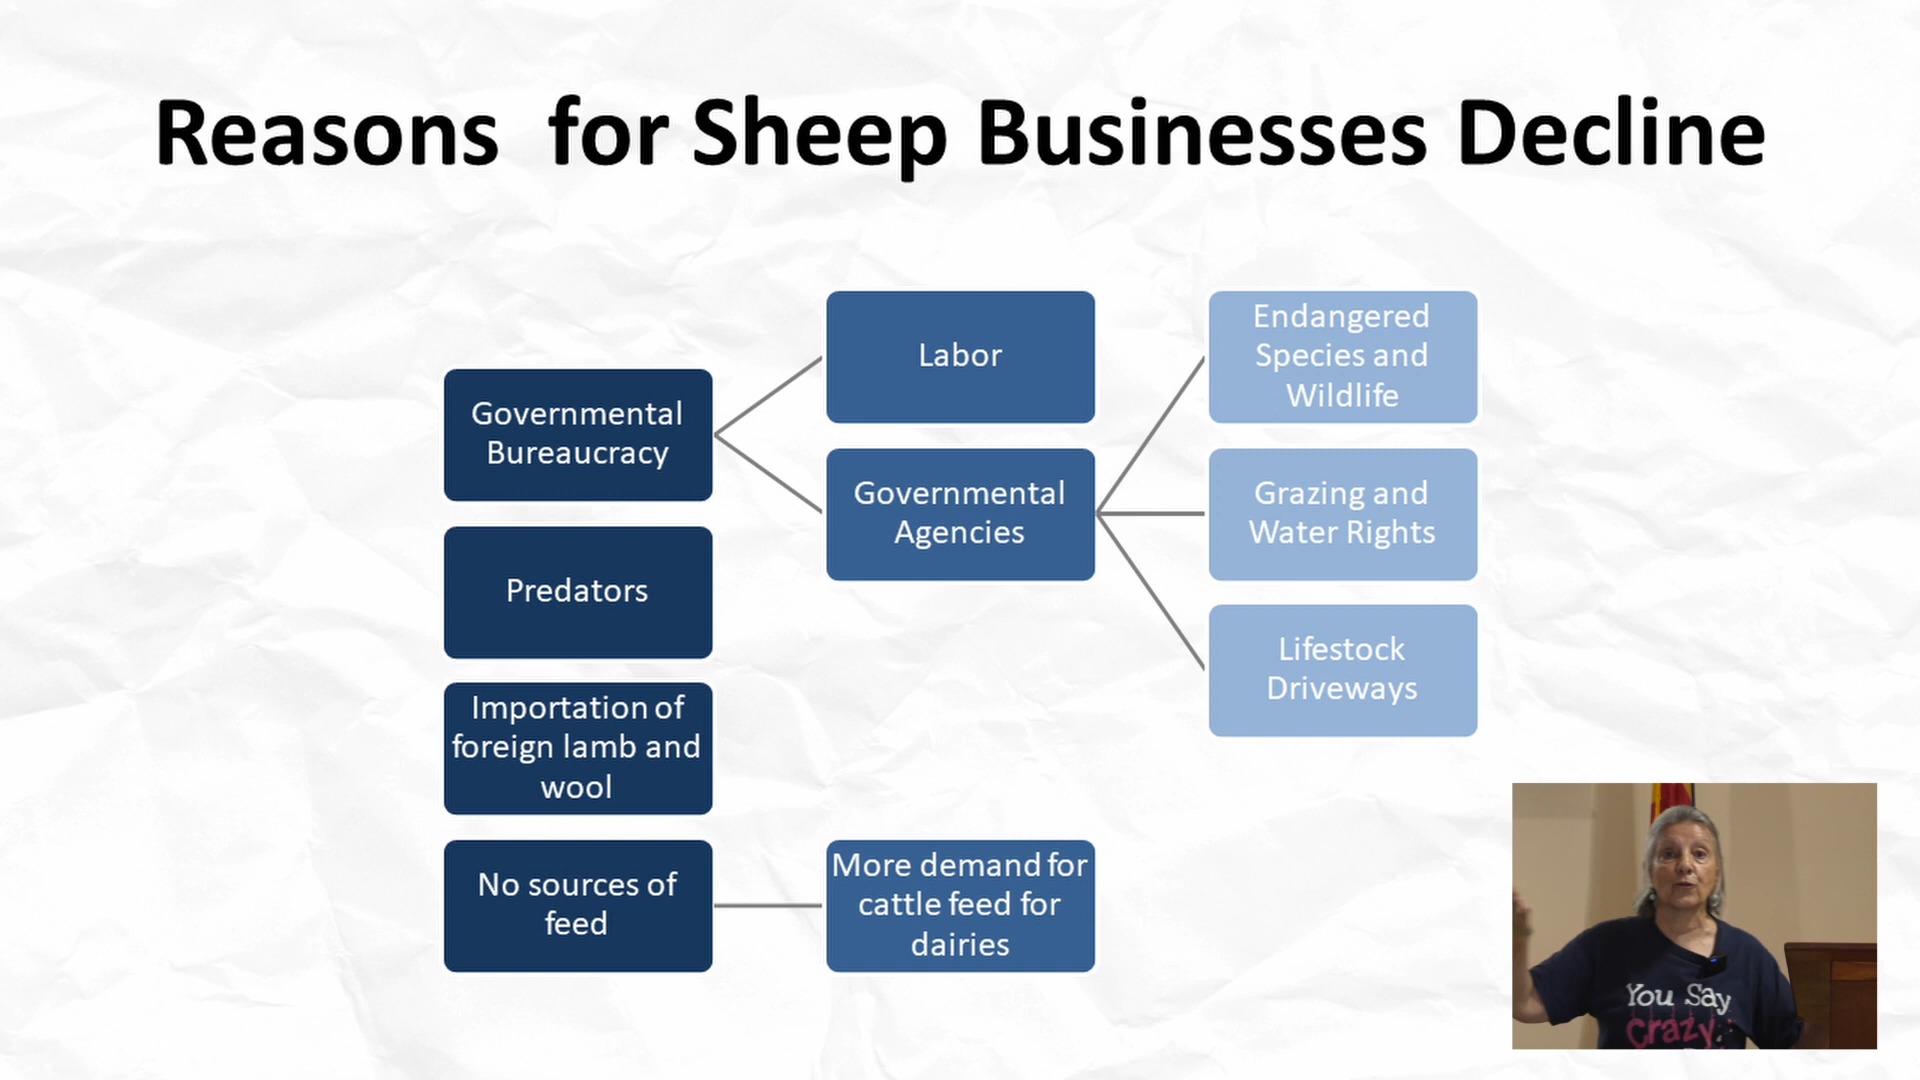 Reasons for Sheep Businesses Decline
Governmental
Bureaucracy
Labor
Governmental
Agencies
Endangered
Species and
Wildlife
Grazing and
Water Rights
Lifestock
Driveways
Predators
Importation of
foreign lamb and
wool
No sources of
feed
More demand for
cattle feed for
dairies
You Say
Crazy